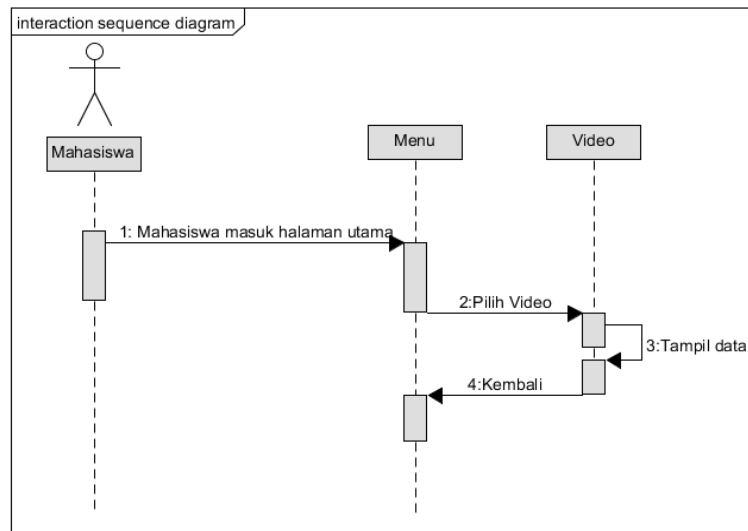 interaction sequence diagram
Mahasiswa
Menu
Video
1: Mahasiswa masuk halaman utama
2:Pilih Video
3:Tampil data
4:Kembali